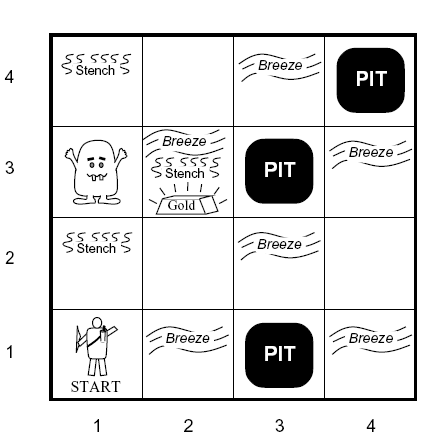 4
Stench
Breeze
PIT
3
Breeze
Stench
Gold
PIT
Breeze
2
Stench
Breeze
1
START
Breeze
PIT
Breeze
1 2 3 4